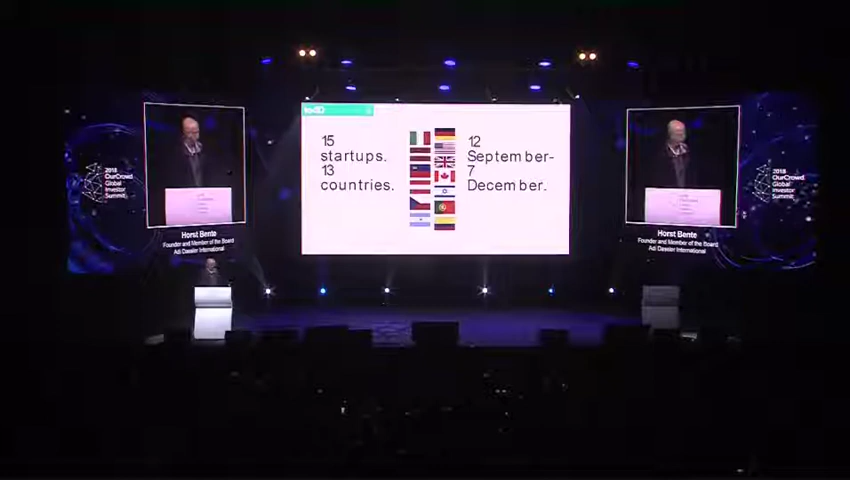 15
startups.
13
countries.
12
September-
7
December.
2018
OurCrowd
Global
Investor
Summit
Horst Bente
Founder and Member of the Board
Adi Dassler International
2018
OurCrowd
Global
Investor
Summit
Horst Bente
Founder and Member of the Board
Adi Dassler International